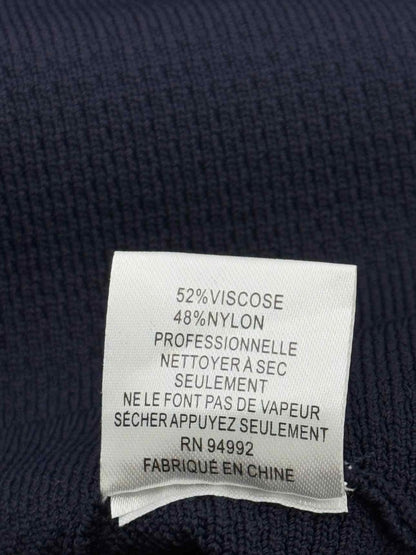 52%VISCOSE
48%NYLON
PROFESSIONNELLE
NETTOYER À SEC
SEULEMENT
NE LE FONT PAS DE VAPEUR
SÉCHER APPUYEZ SEULEMENT
RN 94992
FABRIQUÉ EN CHINE